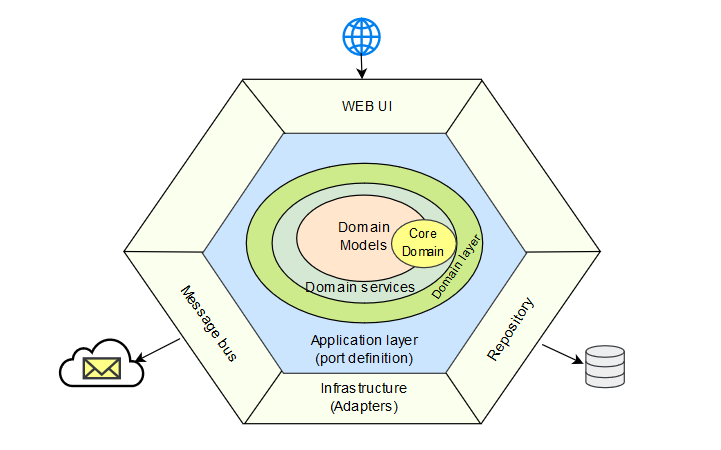 WEB UI
Domain
Models
Core
Domain
Domain layer
Domain services
Message bus
Repository
Application layer
(port definition)
Infrastructure
(Adapters)